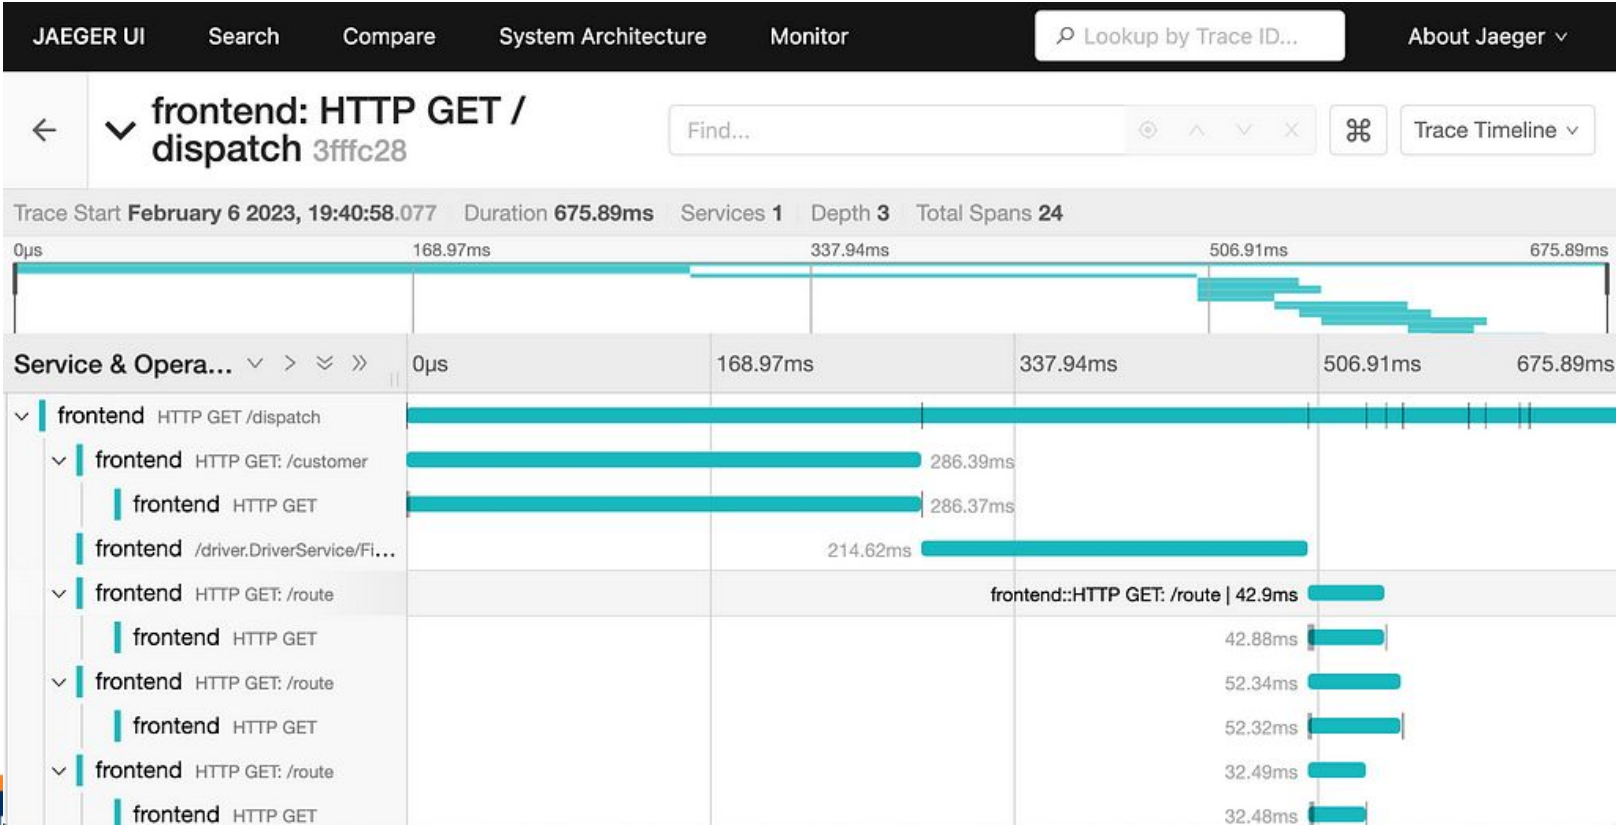 JAEGER UI Search Compare System Architecture Monitor Lookup by Trace ID... About Jaeger
frontend: HTTP GET /
dispatch 3fffc28
Find...
⌘
Trace Timeline
Trace Start February 6 2023, 19:40:58.077 Duration 675.89ms Services 1 Depth 3 Total Spans 24
0μs 168.97ms 337.94ms 506.91ms 675.89ms
Service & Opera... 0μs 168.97ms 337.94ms 506.91ms 675.89ms
frontend HTTP GET /dispatch
frontend HTTP GET: /customer 286.39ms
frontend HTTP GET 286.37ms
frontend /driver.DriverService/Fi... 214.62ms
frontend HTTP GET: /route frontend::HTTP GET: /route | 42.9ms
frontend HTTP GET 42.88ms
frontend HTTP GET: /route 52.34ms
frontend HTTP GET 52.32ms
frontend HTTP GET: /route 32.49ms
frontend HTTP GET 32.48ms